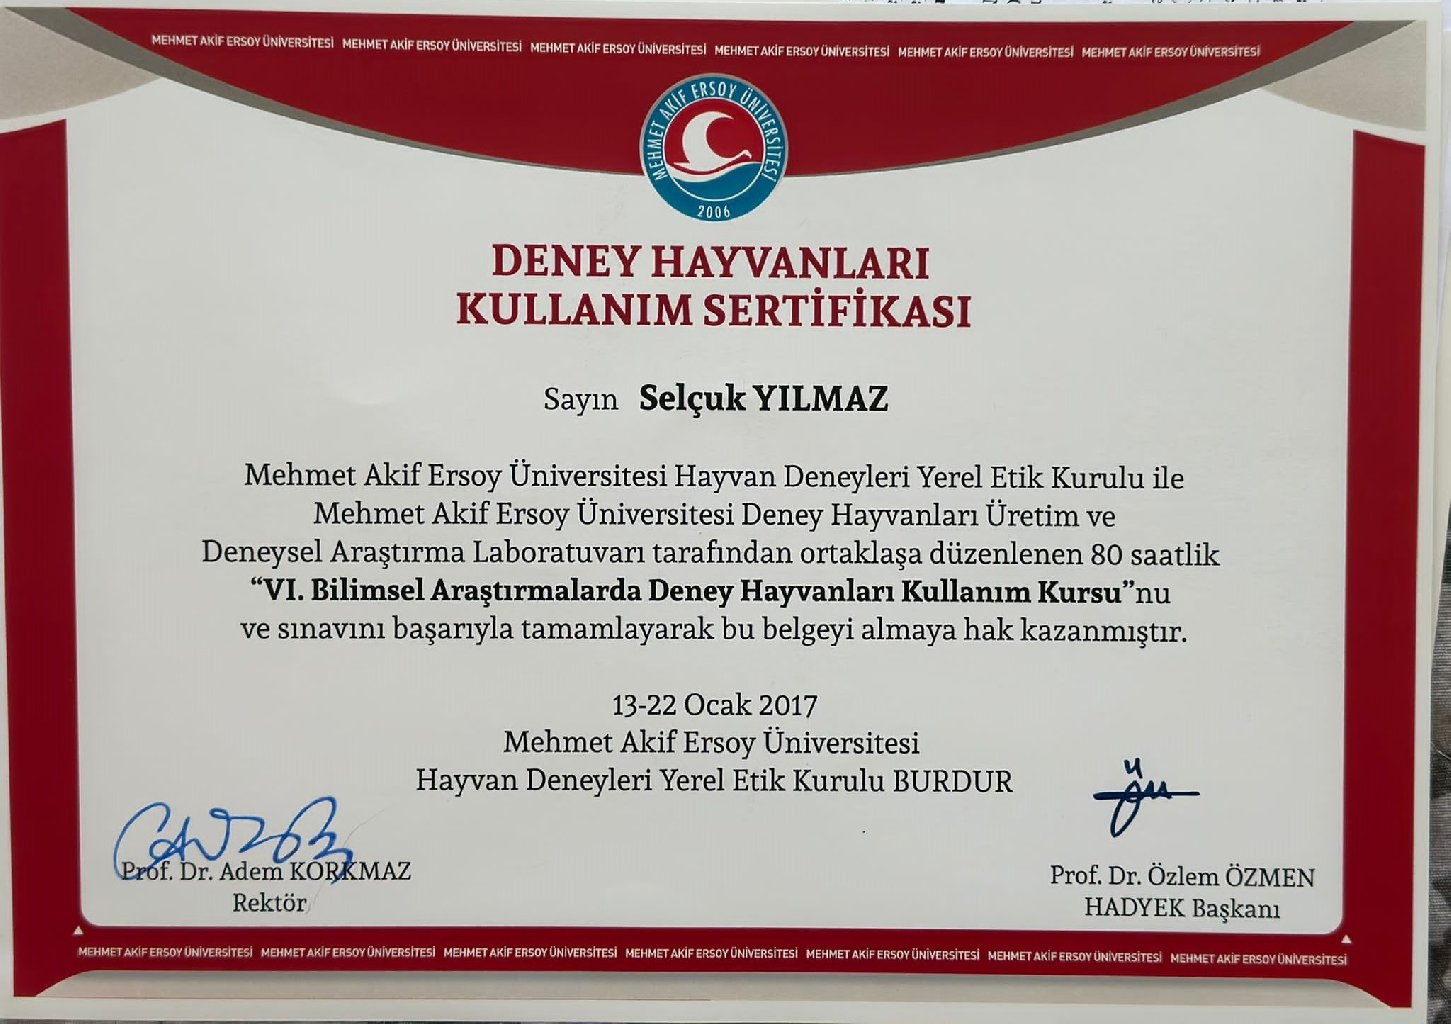 MEHMET AKİF ERSOY ÜNİVERSİTESİ MEHMET AKİF ERSOY ÜNİVERSİTESİ MEHMET AKİF ERSOY ÜNİVERSİTESİ MEHMET AKİF ERSOY ÜNİVERSİTESİ MEHMET AKİF ERSOY ÜNİVERSİTESİ MEHMET AKİF ERSOY ÜNİVERSİTESİ
MEHMET AKİF ERSOY ÜNİVERSİTESİ
2006
DENEY HAYVANLARI
KULLANIM SERTİFİKASI
Sayın Selçuk YILMAZ
Mehmet Akif Ersoy Üniversitesi Hayvan Deneyleri Yerel Etik Kurulu ile
Mehmet Akif Ersoy Üniversitesi Deney Hayvanları Üretim ve
Deneysel Araştırma Laboratuvarı tarafından ortaklaşa düzenlenen 80 saatlik
“VI. Bilimsel Araştırmalarda Deney Hayvanları Kullanım Kursu”nu
ve sınavını başarıyla tamamlayarak bu belgeyi almaya hak kazanmıştır.
13-22 Ocak 2017
Mehmet Akif Ersoy Üniversitesi
Hayvan Deneyleri Yerel Etik Kurulu BURDUR
Prof. Dr. Adem KORKMAZ
Rektör
Prof. Dr. Özlem ÖZMEN
HADYEK Başkanı
MEHMET AKİF ERSOY ÜNİVERSİTESİ MEHMET AKİF ERSOY ÜNİVERSİTESİ MEHMET AKİF ERSOY ÜNİVERSİTESİ MEHMET AKİF ERSOY ÜNİVERSİTESİ MEHMET AKİF ERSOY ÜNİVERSİTESİ MEHMET AKİF ERSOY ÜNİVERSİTESİ MEHMET AKİF ERSOY ÜNİVERSİTESİ